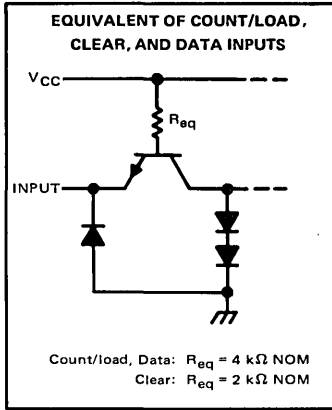 EQUIVALENT OF COUNT/LOAD,
CLEAR, AND DATA INPUTS
VCC
Req
INPUT
Count/load, Data: Req = 4 kΩ NOM
Clear: Req = 2 kΩ NOM